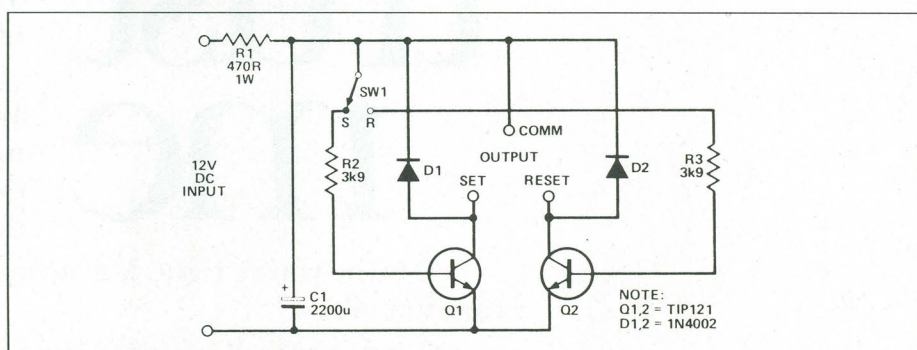 R1
470R
1W
SW1
S
R
COMM
12V
DC
INPUT
R2
3k9
D1
OUTPUT
SET
RESET
D2
R3
3k9
+
C1
2200u
Q1
Q2
NOTE:
Q1,2 = TIP121
D1,2 = 1N4002